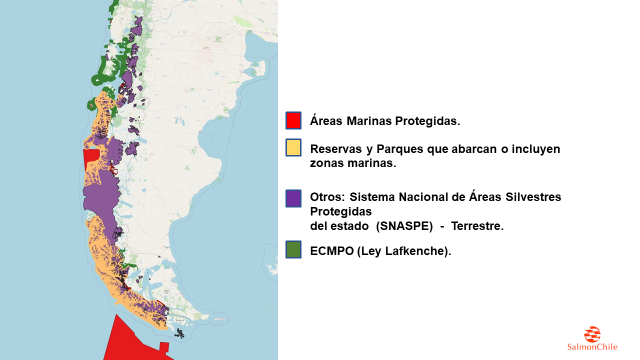 Áreas Marinas Protegidas.
Reservas y Parques que abarcan o incluyen
zonas marinas.
Otros: Sistema Nacional de Áreas Silvestres
Protegidas
del estado (SNASPE) - Terrestre.
ECMPO (Ley Lafkenche).
SalmonChile